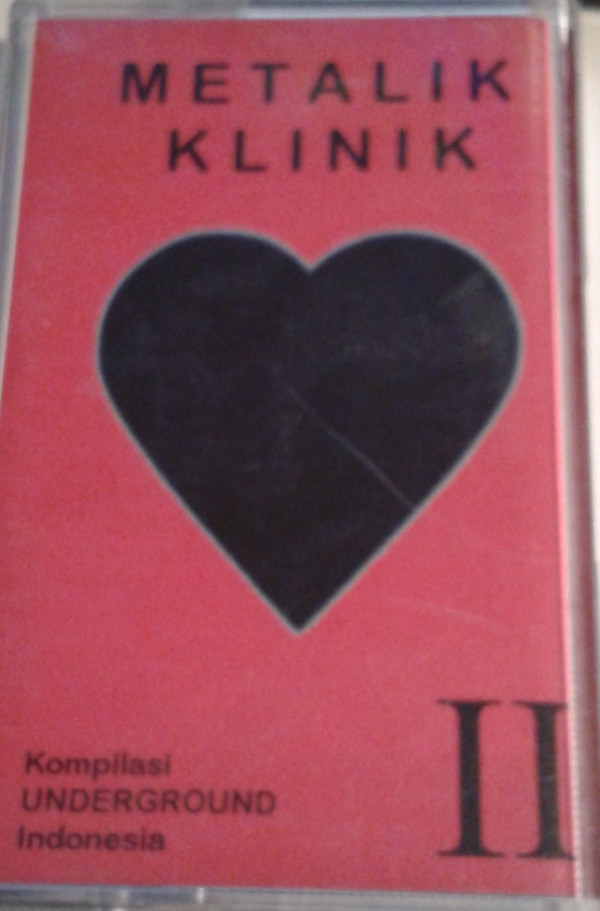 METALIK
KLINIK
Kompilasi
UNDERGROUND
Indonesia
II